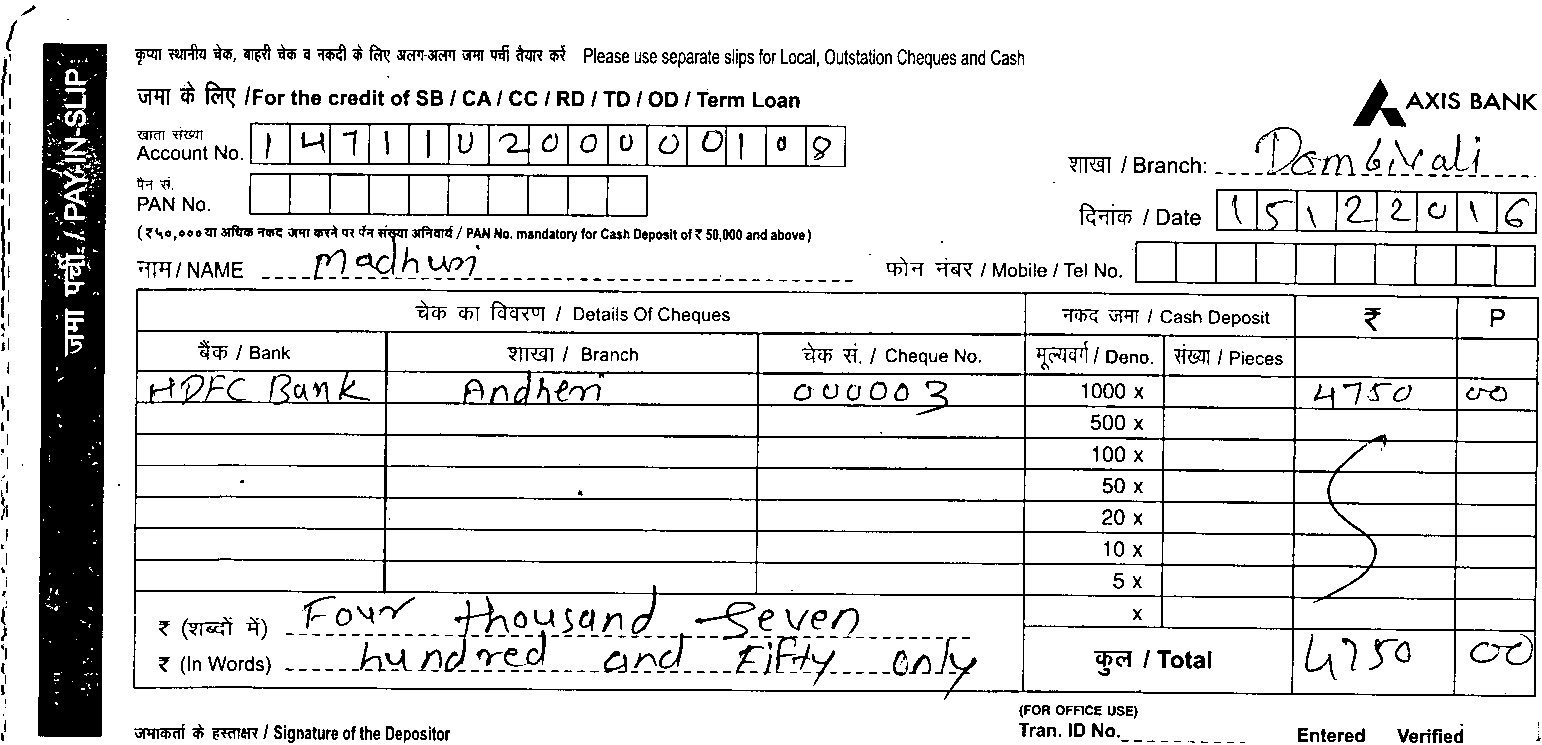 कृप्या स्थानीय चेक, बाहरी चेक व नकदी के लिए अलग-अलग जमा पर्ची तैयार करें Please use separate slips for Local, Outstation Cheques and Cash
जमा पर्ची / PAY-IN-SLIP
जमा के लिए /For the credit of SB / CA / CC / RD / TD / OD / Term Loan
AXIS BANK
खाता संख्या
Account No. 1 4 7 1 1 0 2 0 0 0 0 0 1 0 8
शाखा / Branch: Dombivali
पैन सं.
PAN No.
दिनांक / Date 1 5 1 2 2 0 1 6
(₹५०,०००या अधिक नकद जमा करने पर पॅन संख्या अनिवार्य / PAN No. mandatory for Cash Deposit of ₹ 50,000 and above)
नाम / NAME Madhuri
फोन नंबर / Mobile / Tel No.
चेक का विवरण / Details Of Cheques नकद जमा / Cash Deposit ₹ P
बैंक / Bank शाखा / Branch चेक सं. / Cheque No. मूल्यवर्ग / Deno. संख्या / Pieces
HDFC Bank Andheri 000003 1000 x 4750 00
500 x
100 x
50 x
20 x
10 x
5 x
x
₹ (शब्दों में) Four thousand Seven
₹ (In Words) hundred and Fifty only
कुल / Total 4750 00
जमाकर्ता के हस्ताक्षर / Signature of the Depositor
(FOR OFFICE USE)
Tran. ID No. Entered Verified